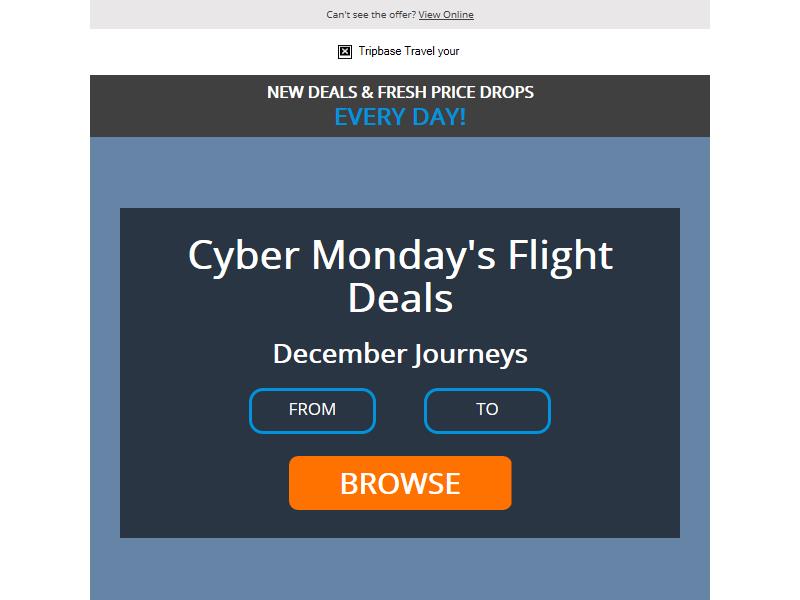 Can't see the offer? View Online
Tripbase Travel your
NEW DEALS & FRESH PRICE DROPS
EVERY DAY!
Cyber Monday's Flight
Deals
December Journeys
FROM TO
BROWSE